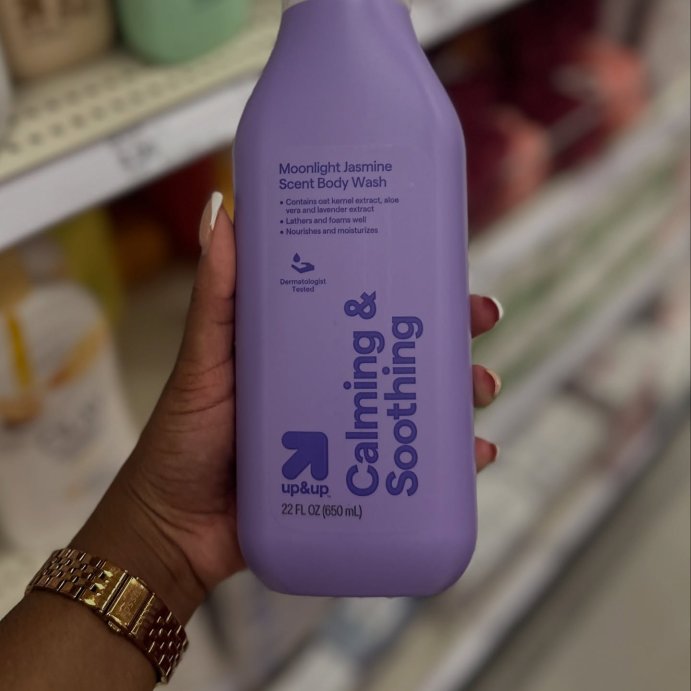 Moonlight Jasmine
Scent Body Wash
• Contains oat kernel extract, aloe
vera and lavender extract
• Lathers and foams well
• Nourishes and moisturizes
Dermatologist
Tested
Calming &
Soothing
up&up™
22 FL OZ (650 mL)